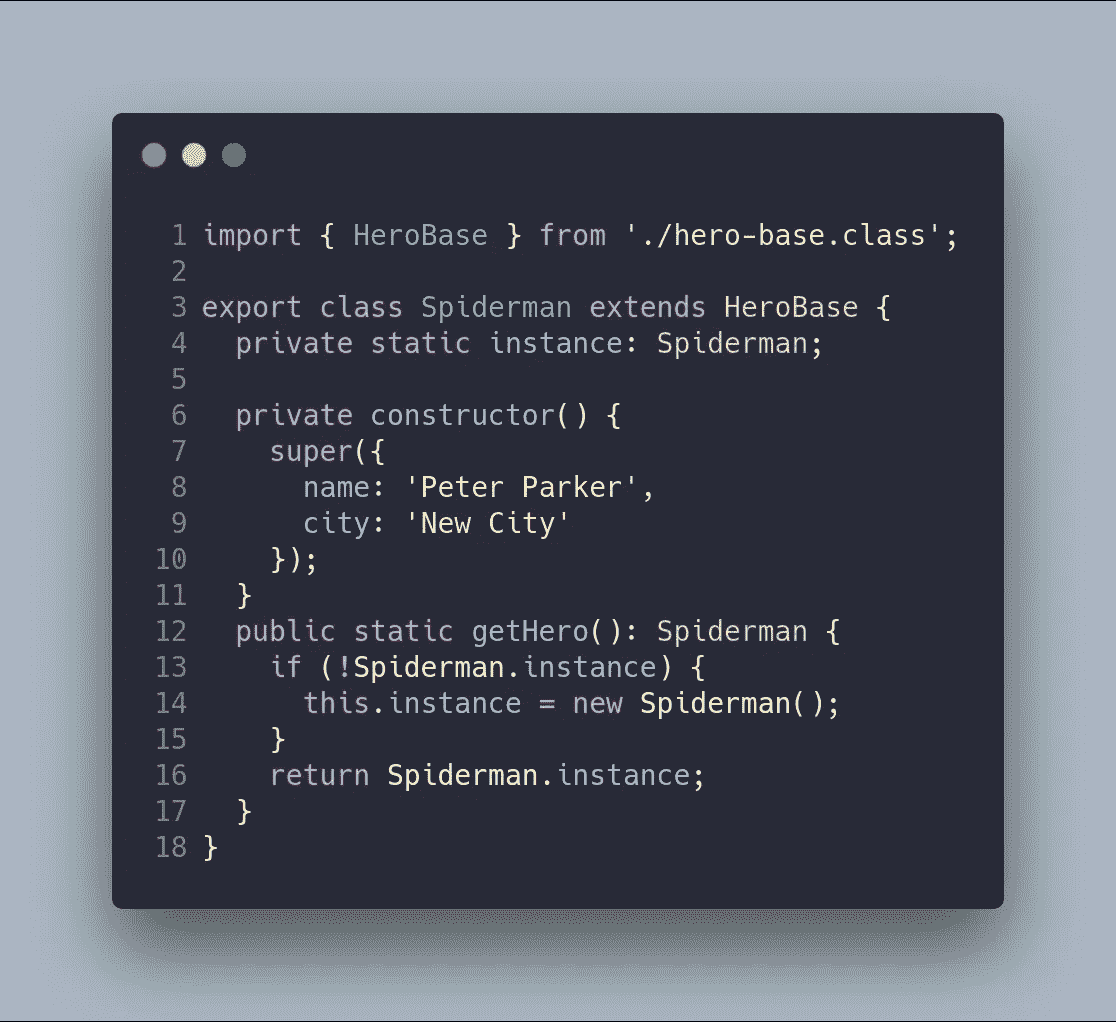 1 import { HeroBase } from './hero-base.class';
2
3 export class Spiderman extends HeroBase {
4   private static instance: Spiderman;
5
6   private constructor() {
7     super({
8       name: 'Peter Parker',
9       city: 'New City'
10     });
11   }
12   public static getHero(): Spiderman {
13     if (!Spiderman.instance) {
14       this.instance = new Spiderman();
15     }
16     return Spiderman.instance;
17   }
18 }